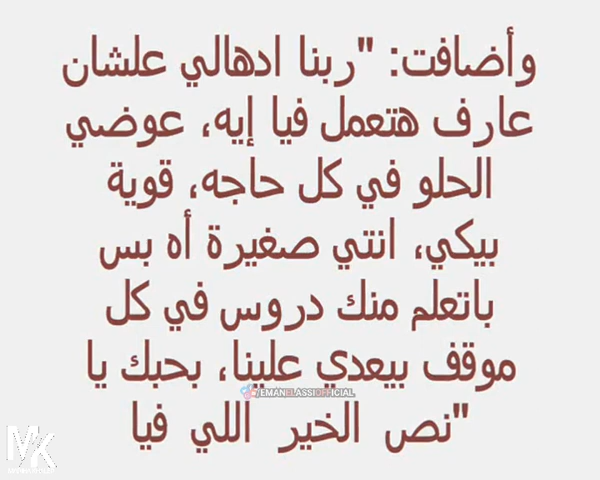 وأضافت: "ربنا ادهالي علشان
عارف هتعمل فيا إيه، عوضي
الحلو في كل حاجه، قوية
بيكي، انتي صغيرة أه بس
باتعلم منك دروس في كل
موقف بيعدي علينا، بحبك يا
نص الخير اللي فيا"
/EMANELASSIOFFICIAL
MK